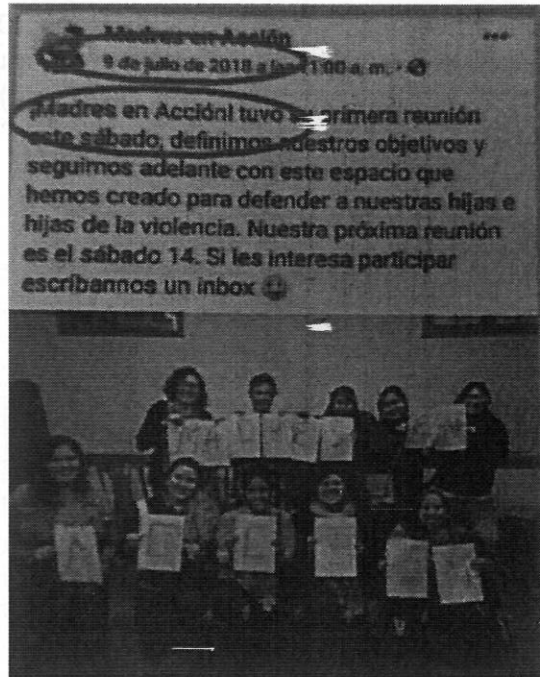 Madres en Acción
9 de julio de 2018 a las 11:00 a. m. ·
¡Madres en Acción! tuvo su primera reunión
este sábado, definimos nuestros objetivos y
seguimos adelante con este espacio que
hemos creado para defender a nuestras hijas e
hijas de la violencia. Nuestra próxima reunión
es el sábado 14. Si les interesa participar
escríbannos un inbox